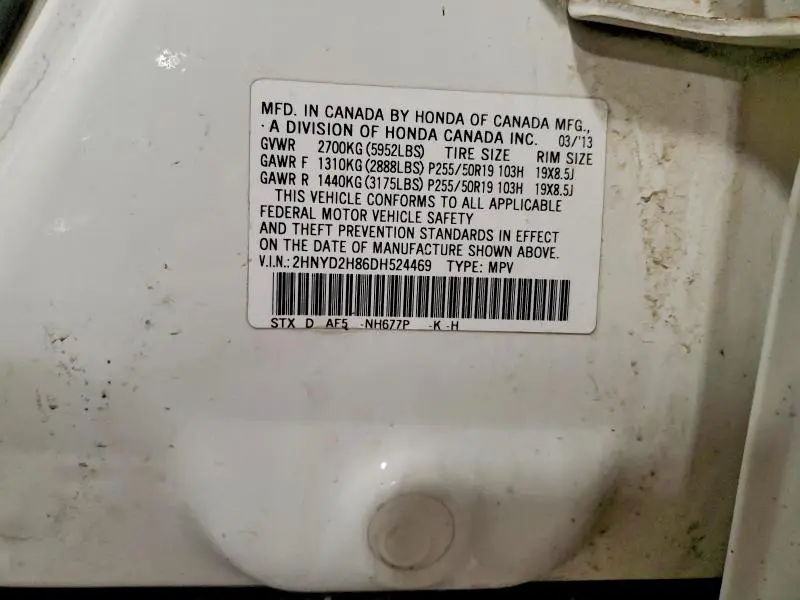 MFD. IN CANADA BY HONDA OF CANADA MFG.,
A DIVISION OF HONDA CANADA INC. 03/'13
GVWR 2700KG(5952LBS) TIRE SIZE RIM SIZE
GAWR F 1310KG(2888LBS) P255/50R19 103H 19X8.5J
GAWR R 1440KG(3175LBS) P255/50R19 103H 19X8.5J
THIS VEHICLE CONFORMS TO ALL APPLICABLE
FEDERAL MOTOR VEHICLE SAFETY
AND THEFT PREVENTION STANDARDS IN EFFECT
ON THE DATE OF MANUFACTURE SHOWN ABOVE.
V.I.N.:2HNYD2H86DH524469 TYPE: MPV
STX D AF5 -NH677P -K -H